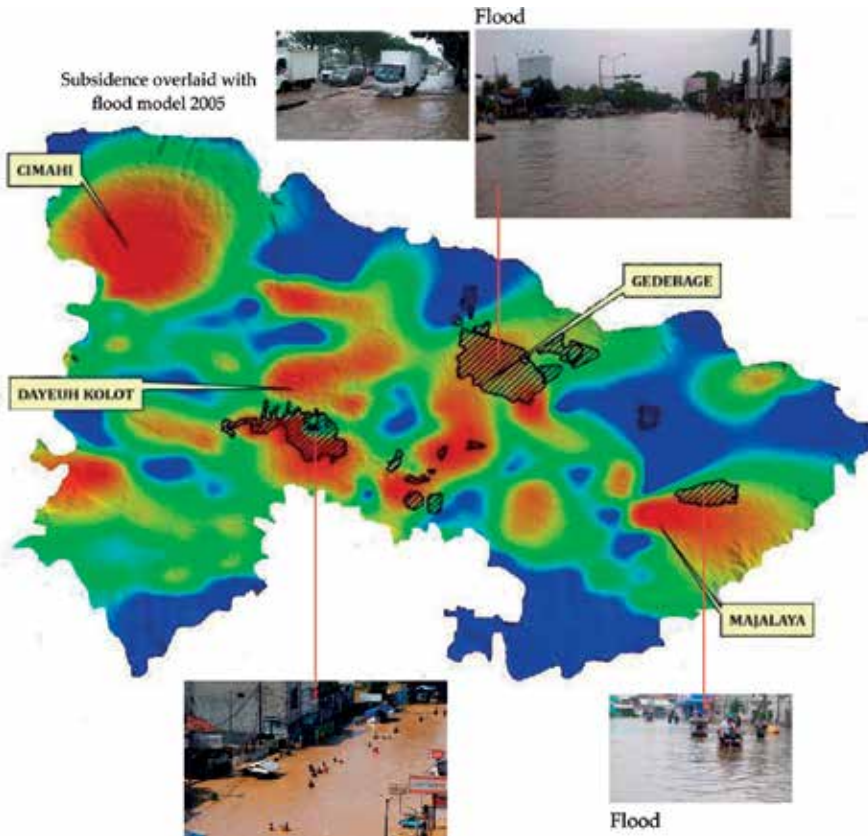 Flood
Subsidence overlaid with
flood model 2005
CIMAHI
GEDEBAGE
DAYEUH KOLOT
MAJALAYA
Flood